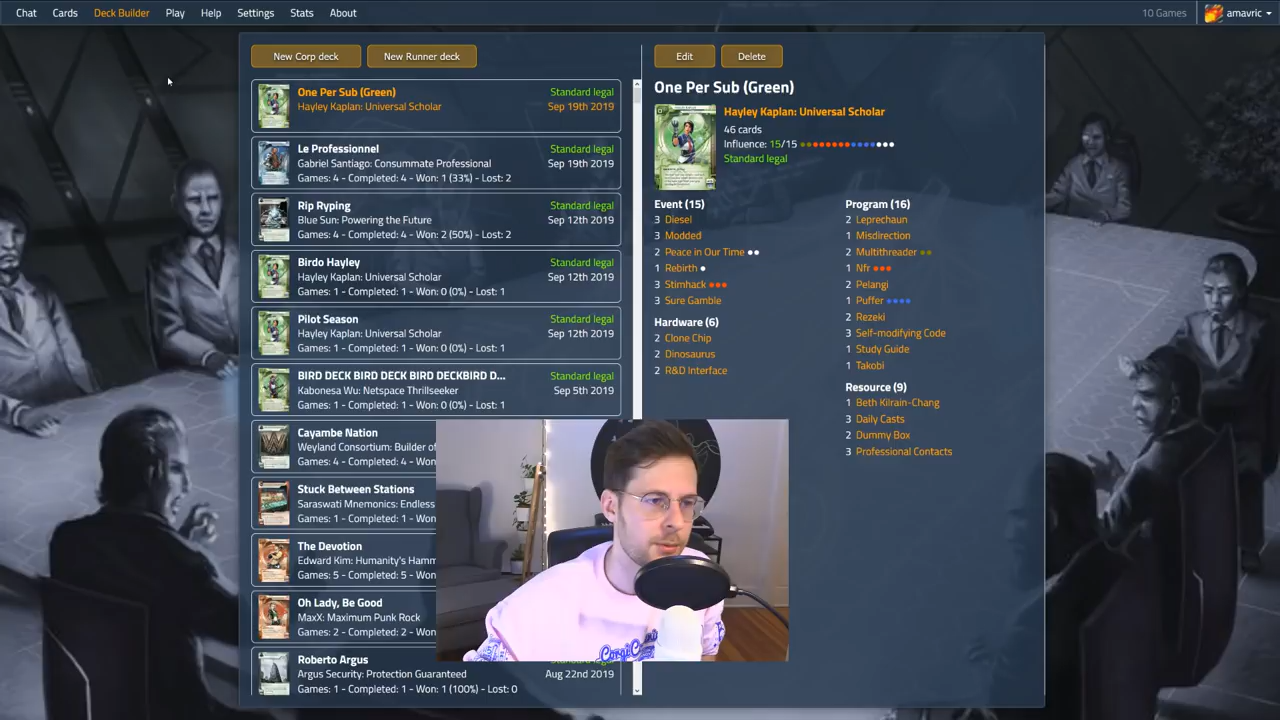 Chat Cards Deck Builder Play Help Settings Stats About
10 Games amavric
New Corp deck New Runner deck
One Per Sub (Green) Standard legal
Hayley Kaplan: Universal Scholar Sep 19th 2019
Le Professionnel Standard legal
Gabriel Santiago: Consummate Professional Sep 19th 2019
Games: 4 - Completed: 4 - Won: 1 (33%) - Lost: 2
Rip Ryping Standard legal
Blue Sun: Powering the Future Sep 12th 2019
Games: 4 - Completed: 4 - Won: 2 (50%) - Lost: 2
Birdo Hayley Standard legal
Hayley Kaplan: Universal Scholar Sep 12th 2019
Games: 1 - Completed: 1 - Won: 0 (0%) - Lost: 1
Pilot Season Standard legal
Hayley Kaplan: Universal Scholar Sep 12th 2019
Games: 1 - Completed: 1 - Won: 0 (0%) - Lost: 1
BIRD DECK BIRD DECK BIRD DECKBIRD D... Standard legal
Kabonesa Wu: Netspace Thrillseeker Sep 5th 2019
Games: 1 - Completed: 1 - Won: 0 (0%) - Lost: 1
Cayambe Nation
Weyland Consortium: Builder of
Games: 4 - Completed: 4 - Won
Stuck Between Stations
Saraswati Mnemonics: Endless
Games: 1 - Completed: 1 - Won
The Devotion
Edward Kim: Humanity's Hamm
Games: 5 - Completed: 5 - Won
Oh Lady, Be Good
MaxX: Maximum Punk Rock
Games: 2 - Completed: 2 - Won
Roberto Argus Standard
Argus Security: Protection Guaranteed Aug 22nd 2019
Games: 1 - Completed: 1 - Won: 1 (100%) - Lost: 0
Edit Delete
One Per Sub (Green)
Hayley Kaplan: Universal Scholar
46 cards
Influence: 15/15
Standard legal
Event (15)
3 Diesel
3 Modded
2 Peace in Our Time
1 Rebirth
3 Stimhack
3 Sure Gamble
Hardware (6)
2 Clone Chip
2 Dinosaurus
2 R&D Interface
Program (16)
2 Leprechaun
1 Misdirection
2 Multithreader
1 Nfr
2 Pelangi
1 Puffer
2 Rezeki
3 Self-modifying Code
1 Study Guide
1 Takobi
Resource (9)
1 Beth Kilrain-Chang
3 Daily Casts
2 Dummy Box
3 Professional Contacts